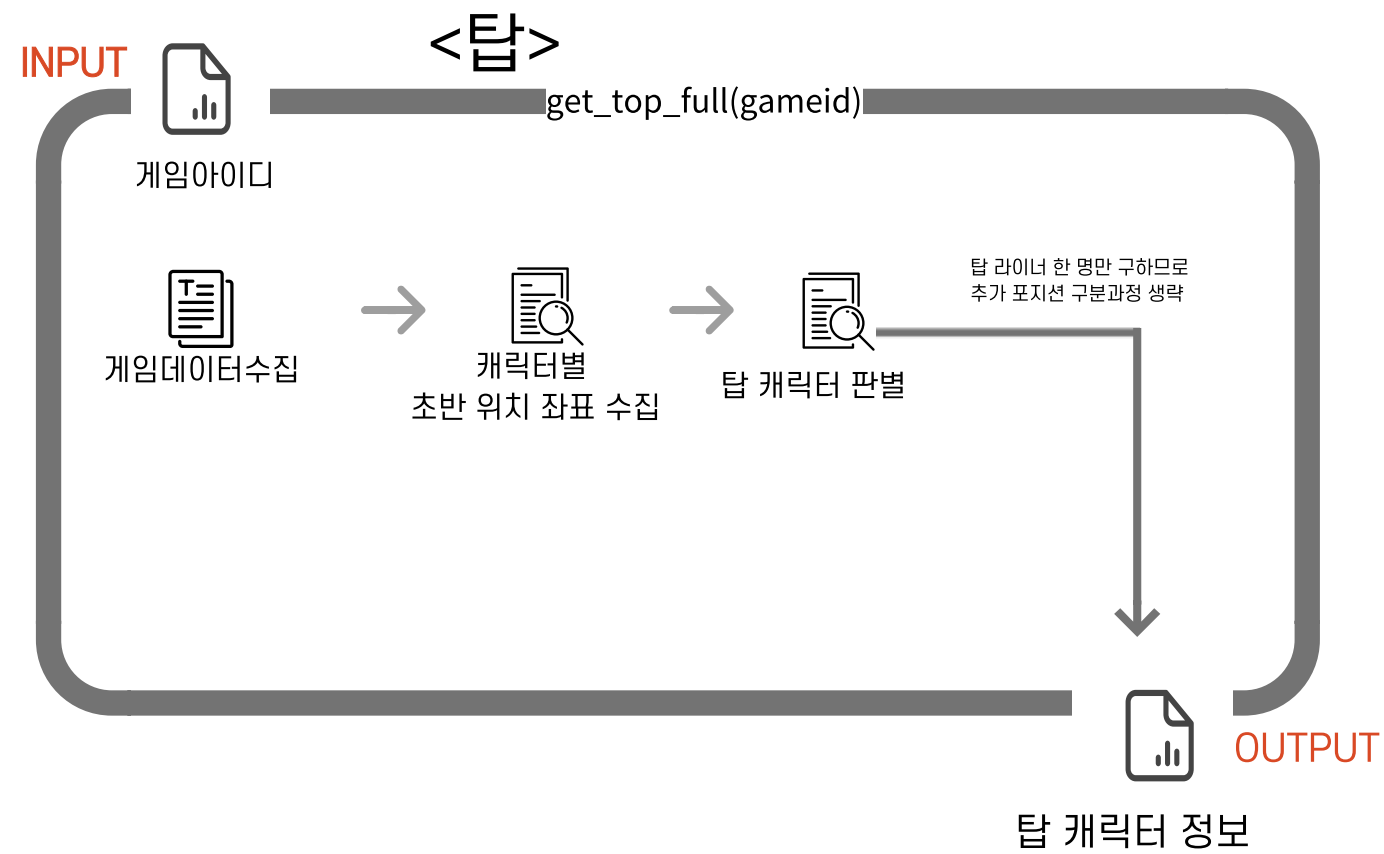 <탑>
INPUT
get_top_full(gameid)
게임아이디
탑 라이너 한 명만 구하므로
추가 포지션 구분과정 생략
T
게임데이터수집
캐릭터별
초반 위치 좌표 수집
탑 캐릭터 판별
OUTPUT
탑 캐릭터 정보